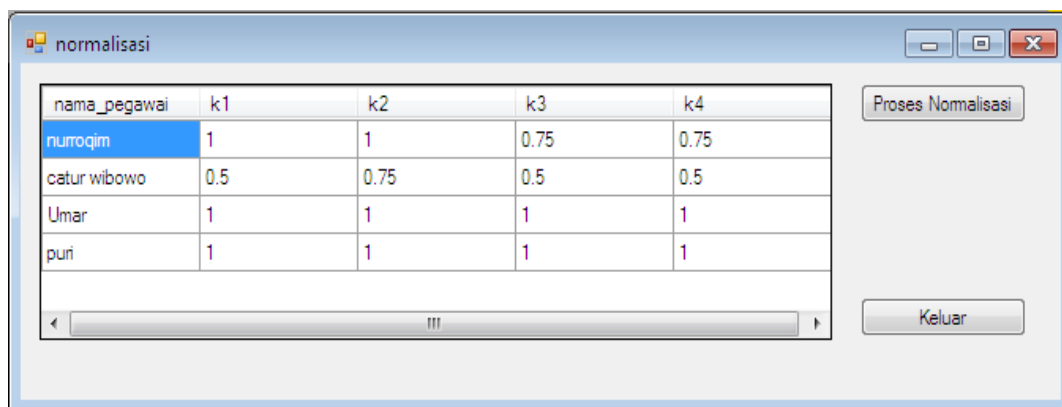 normalisasi
nama_pegawai k1 k2 k3 k4
Proses Normalisasi
nurroqim 1 1 0.75 0.75
catur wibowo 0.5 0.75 0.5 0.5
Umar 1 1 1 1
puri 1 1 1 1
Keluar